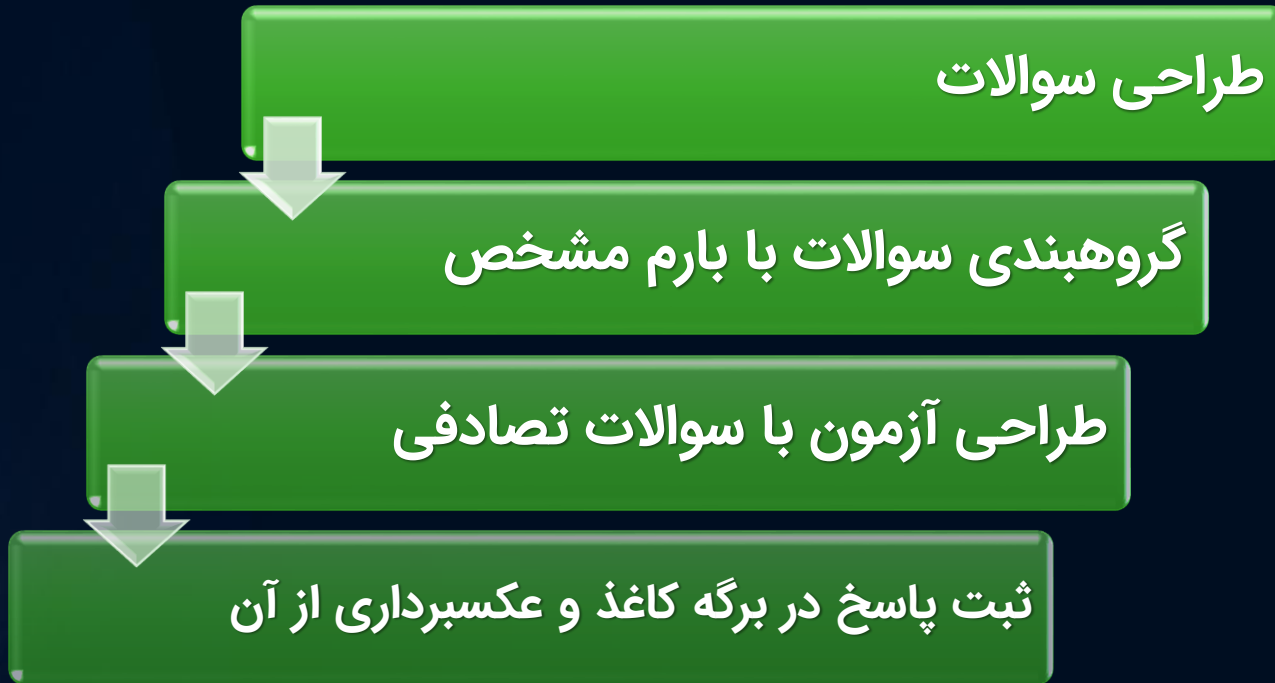 طراحی سوالات
گروهبندی سوالات با بارم مشخص
طراحی آزمون با سوالات تصادفی
ثبت پاسخ در برگه کاغذ و عکسبرداری از آن